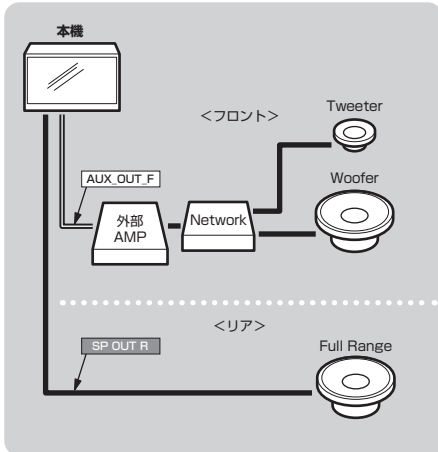 本機
<フロント>
Tweeter
AUX_OUT_F
Woofer
外部
AMP
Network
<リア>
SP OUT R
Full Range